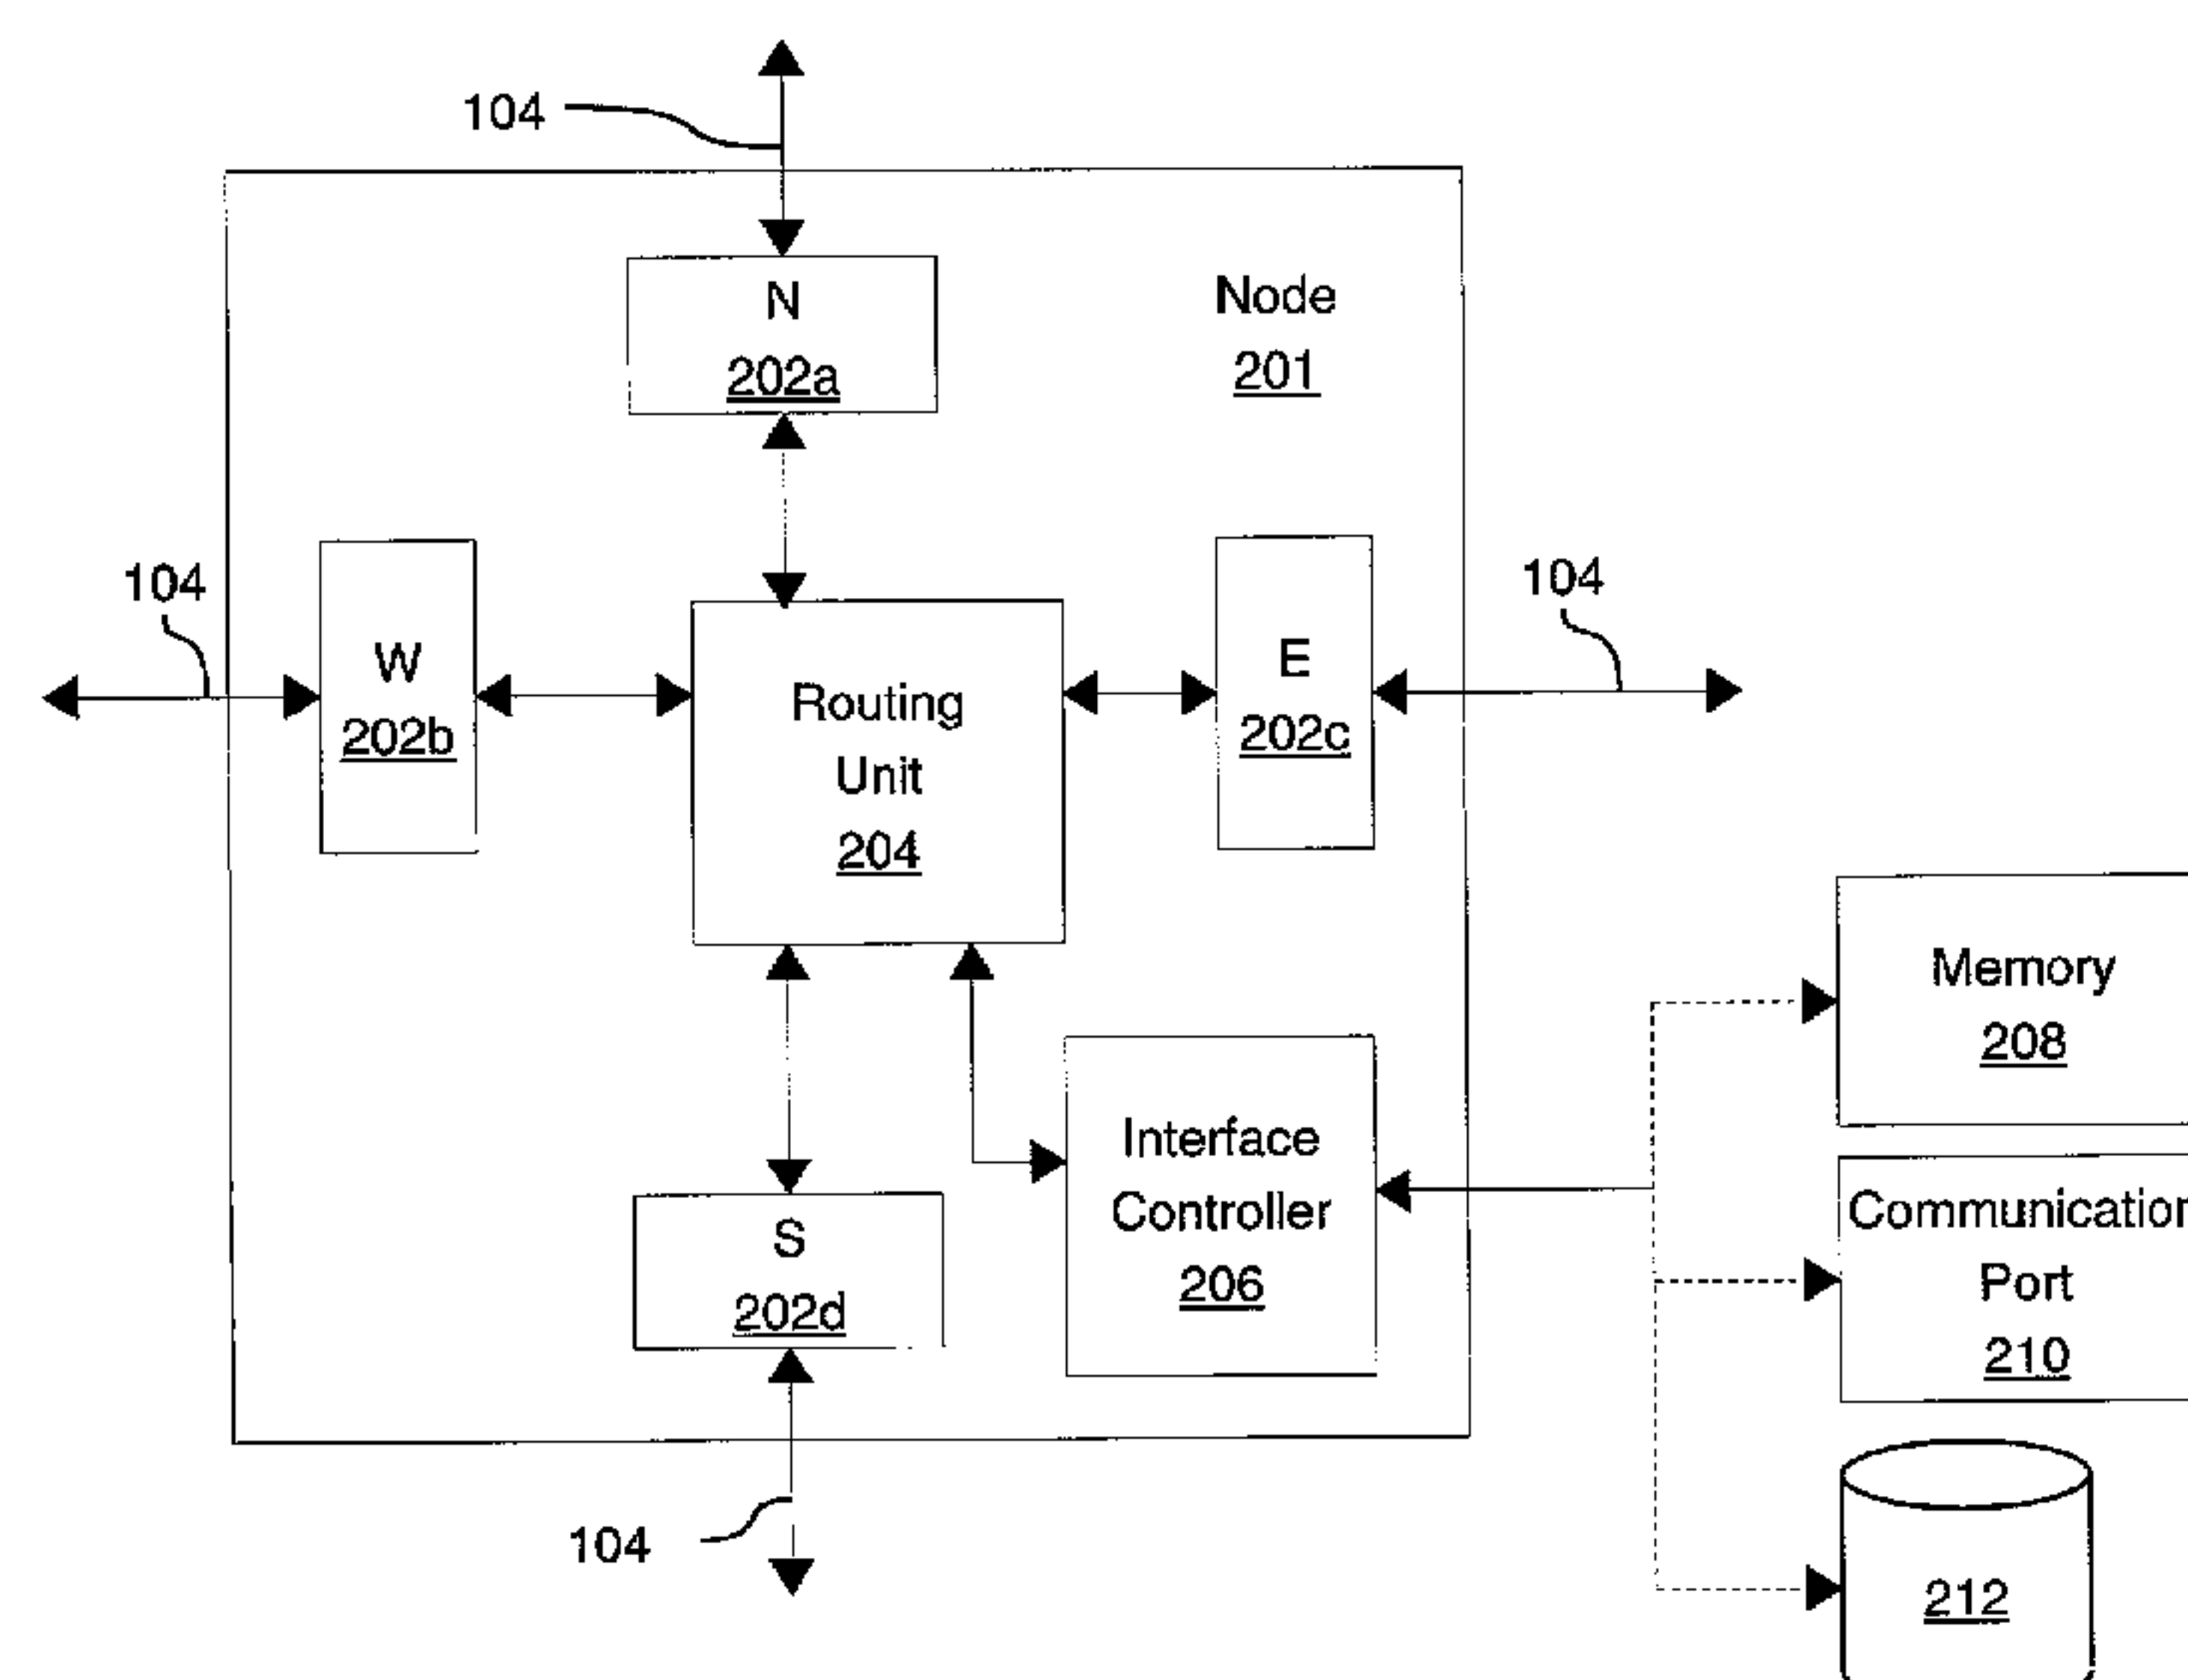 104
N
202a
Node
201
104
W
202b
Routing
Unit
204
E
202c
104
Memory
208
Interface
Controller
206
Communication
Port
210
S
202d
104
212